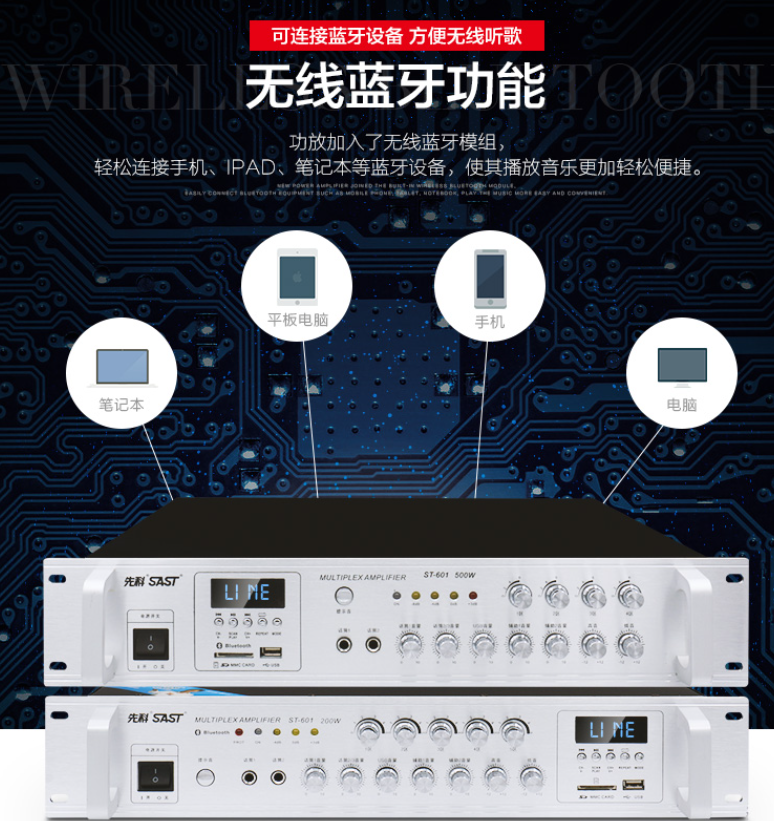 可连接蓝牙设备 方便无线听歌
WIRELE
TOOTH
无线蓝牙功能
功放加入了无线蓝牙模组，
轻松连接手机、IPAD、笔记本等蓝牙设备，使其播放音乐更加轻松便捷。
NEW POWER AMPLIFIER JOINED THE BUILT-IN WIRELESS BLUETOOTH MODULE,
EASILY CONNECT BLUETOOTH EQUIPMENT SUCH AS MOBILE PHONE, TABLET, NOTEBOOK, PLAY THE MUSIC MORE EASY AND CONVENIENT.
平板电脑
手机
笔记本
电脑
先科 SAST
LINE
MULTIPLEX AMPLIFIER ST-601 500W
Bluetooth
MMC CARD
USB
先科 SAST
MULTIPLEX AMPLIFIER ST-601 200W
LINE
Bluetooth
MMC CARD
USB